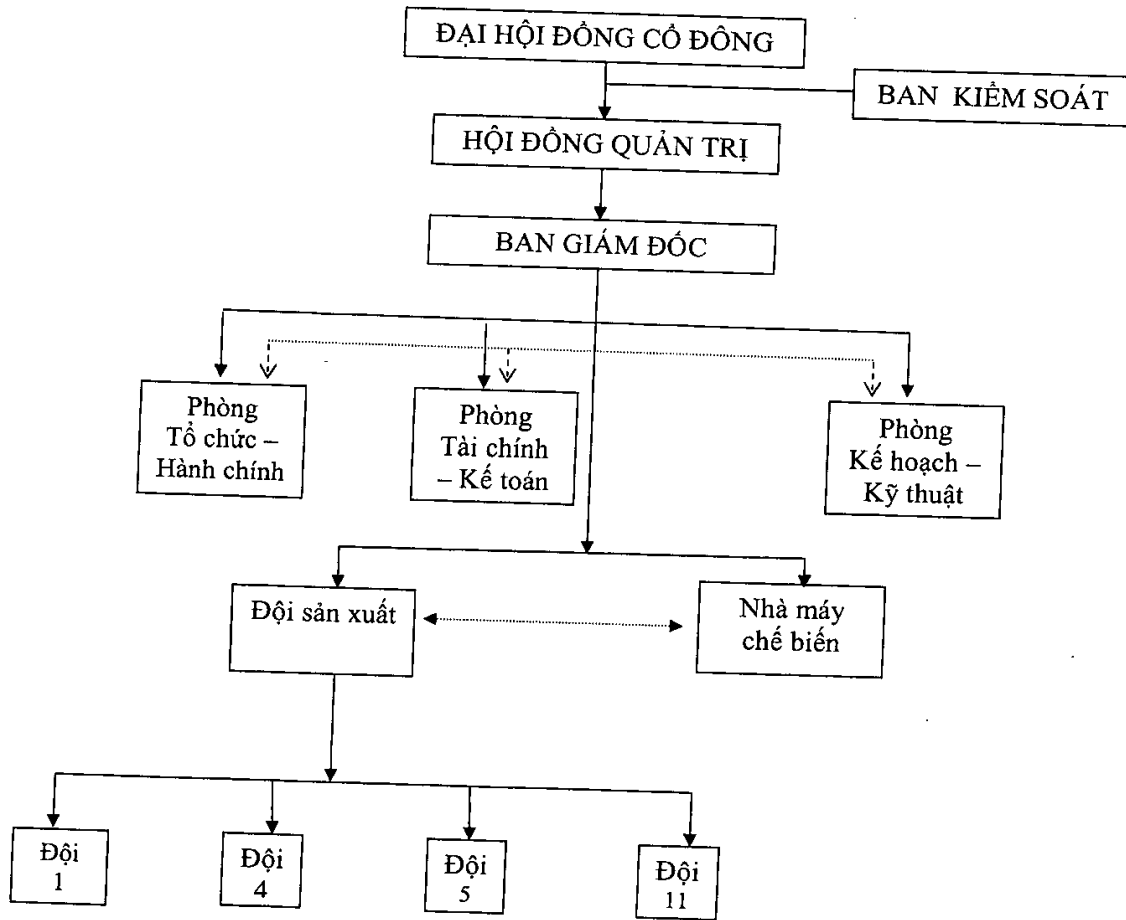 ĐẠI HỘI ĐỒNG CỔ ĐÔNG
BAN KIỂM SOÁT
HỘI ĐỒNG QUẢN TRỊ
BAN GIÁM ĐỐC
Phòng
Tổ chức –
Hành chính
Phòng
Tài chính
– Kế toán
Phòng
Kế hoạch –
Kỹ thuật
Đội sản xuất
Nhà máy
chế biến
Đội
1
Đội
4
Đội
5
Đội
11